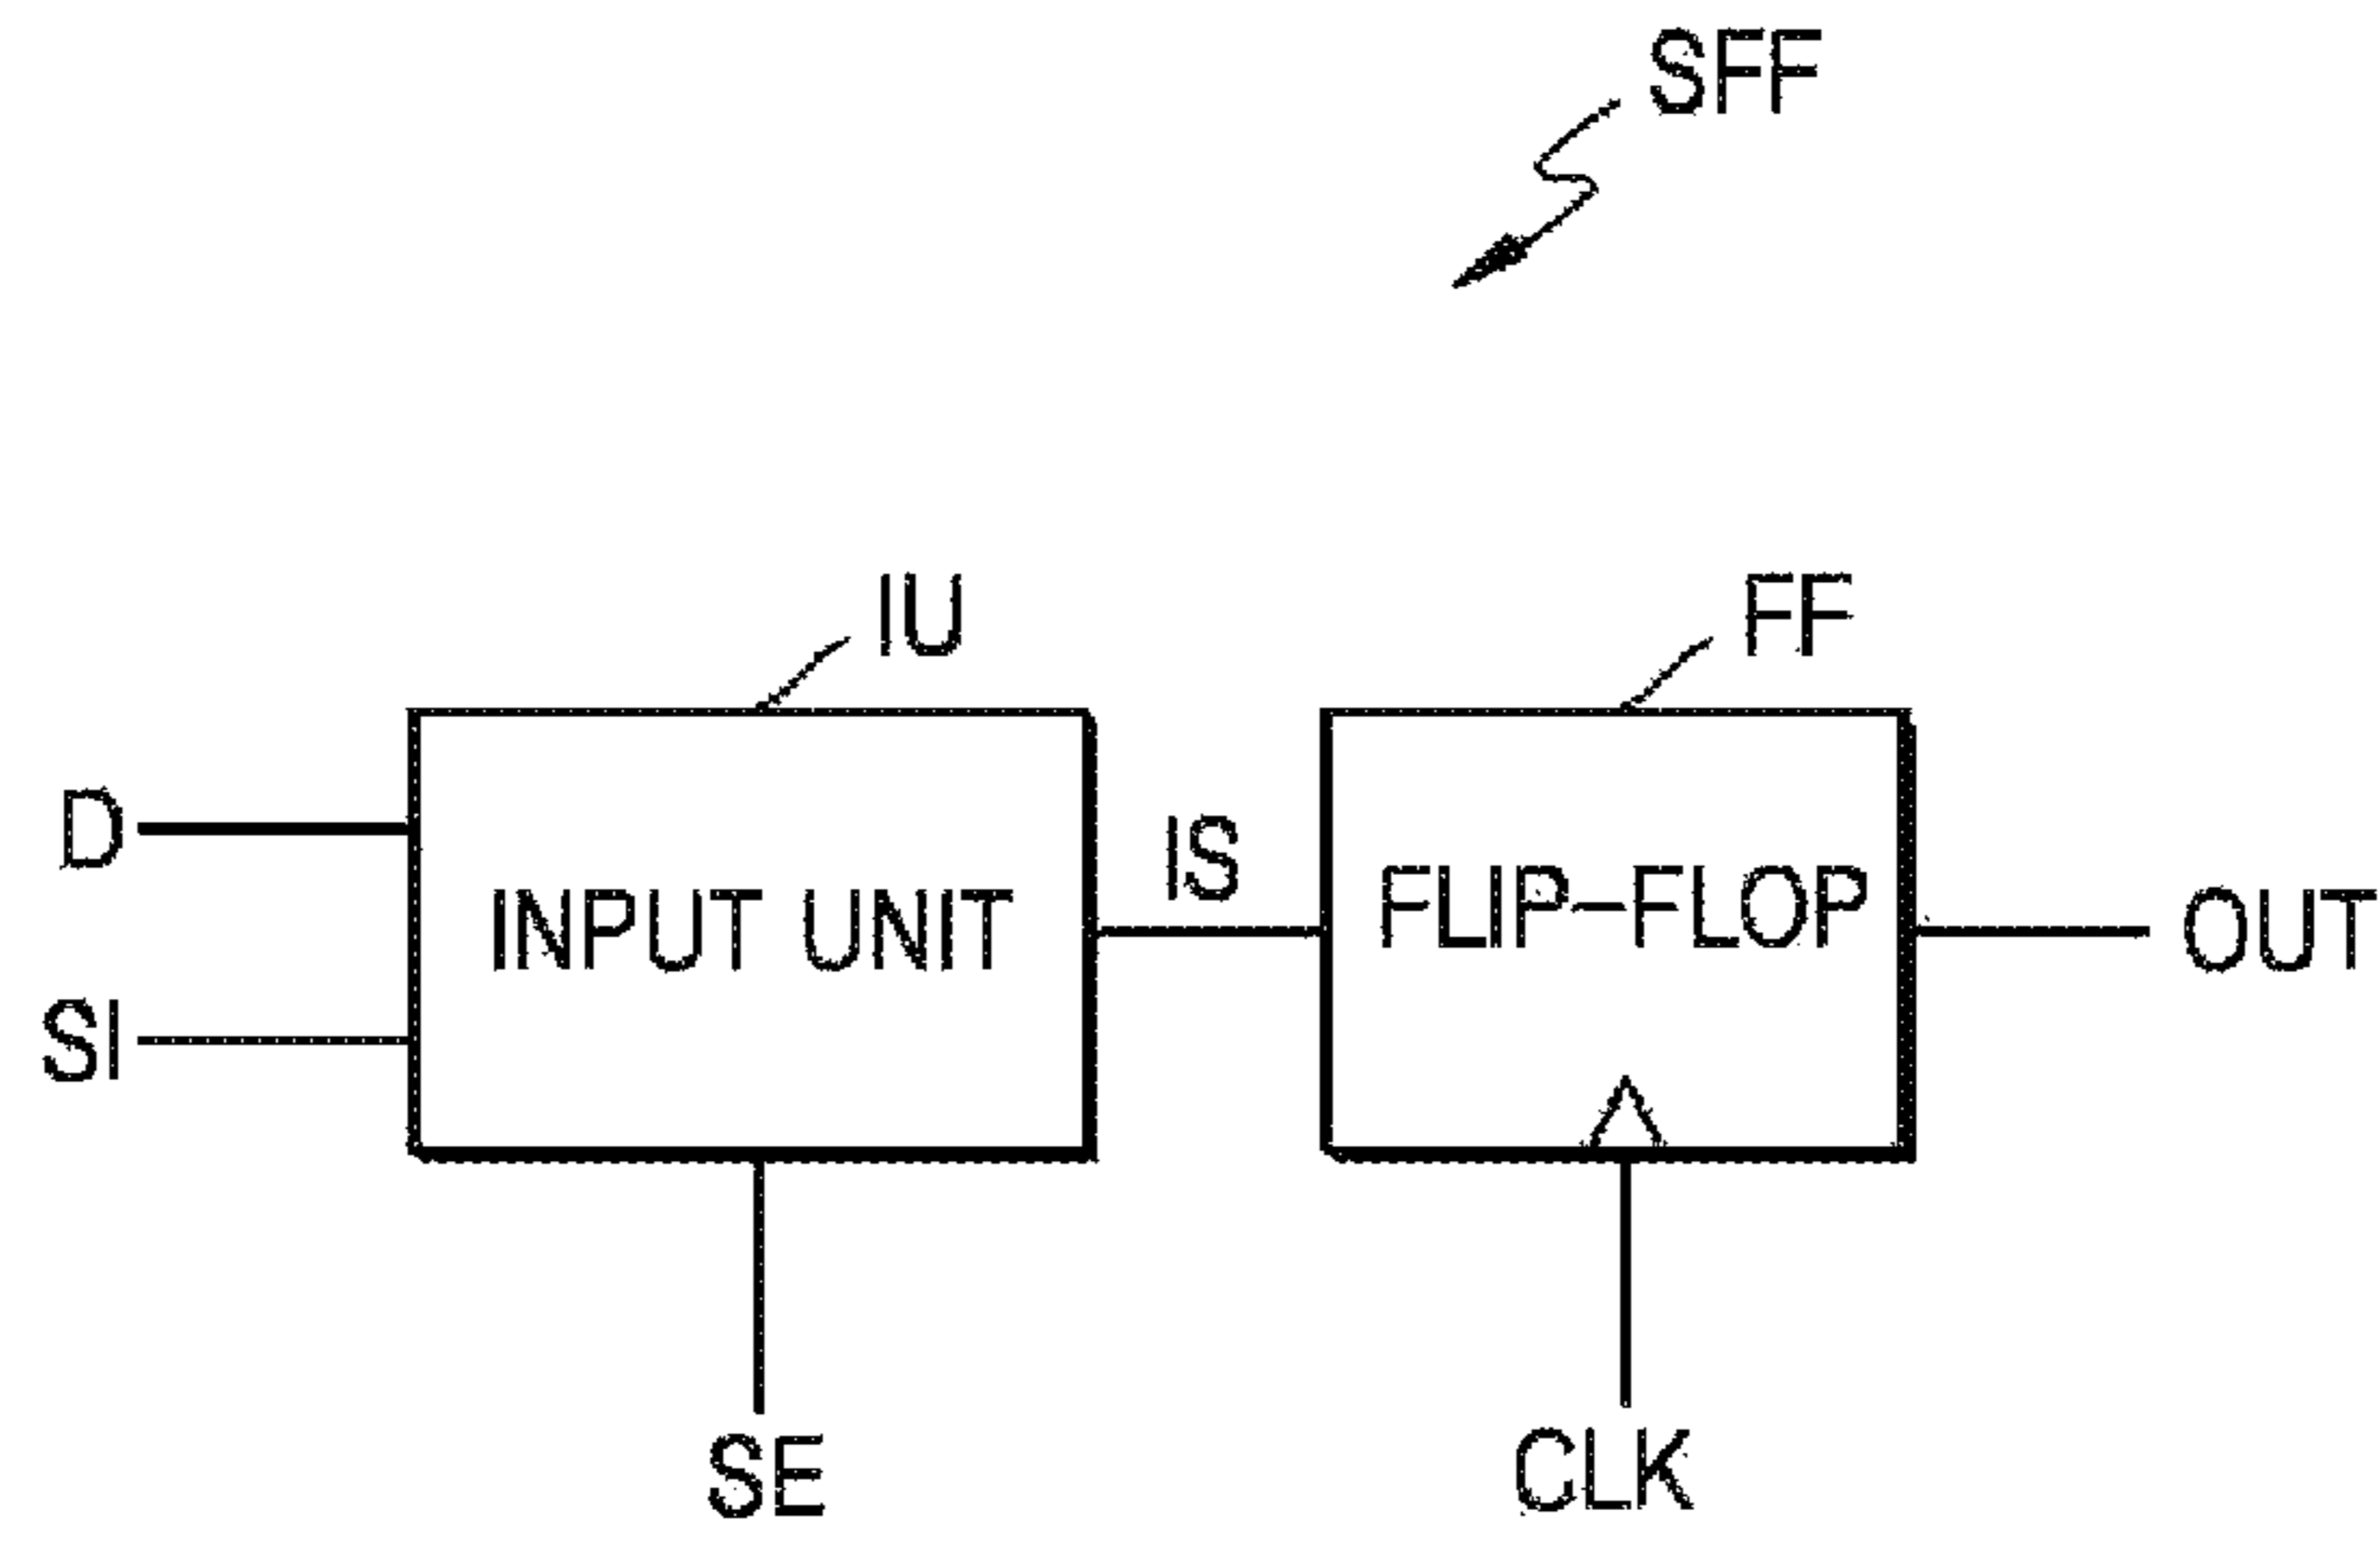 SFF
IU
FF
D
IS
INPUT UNIT
FLIP-FLOP
OUT
SI
SE
CLK